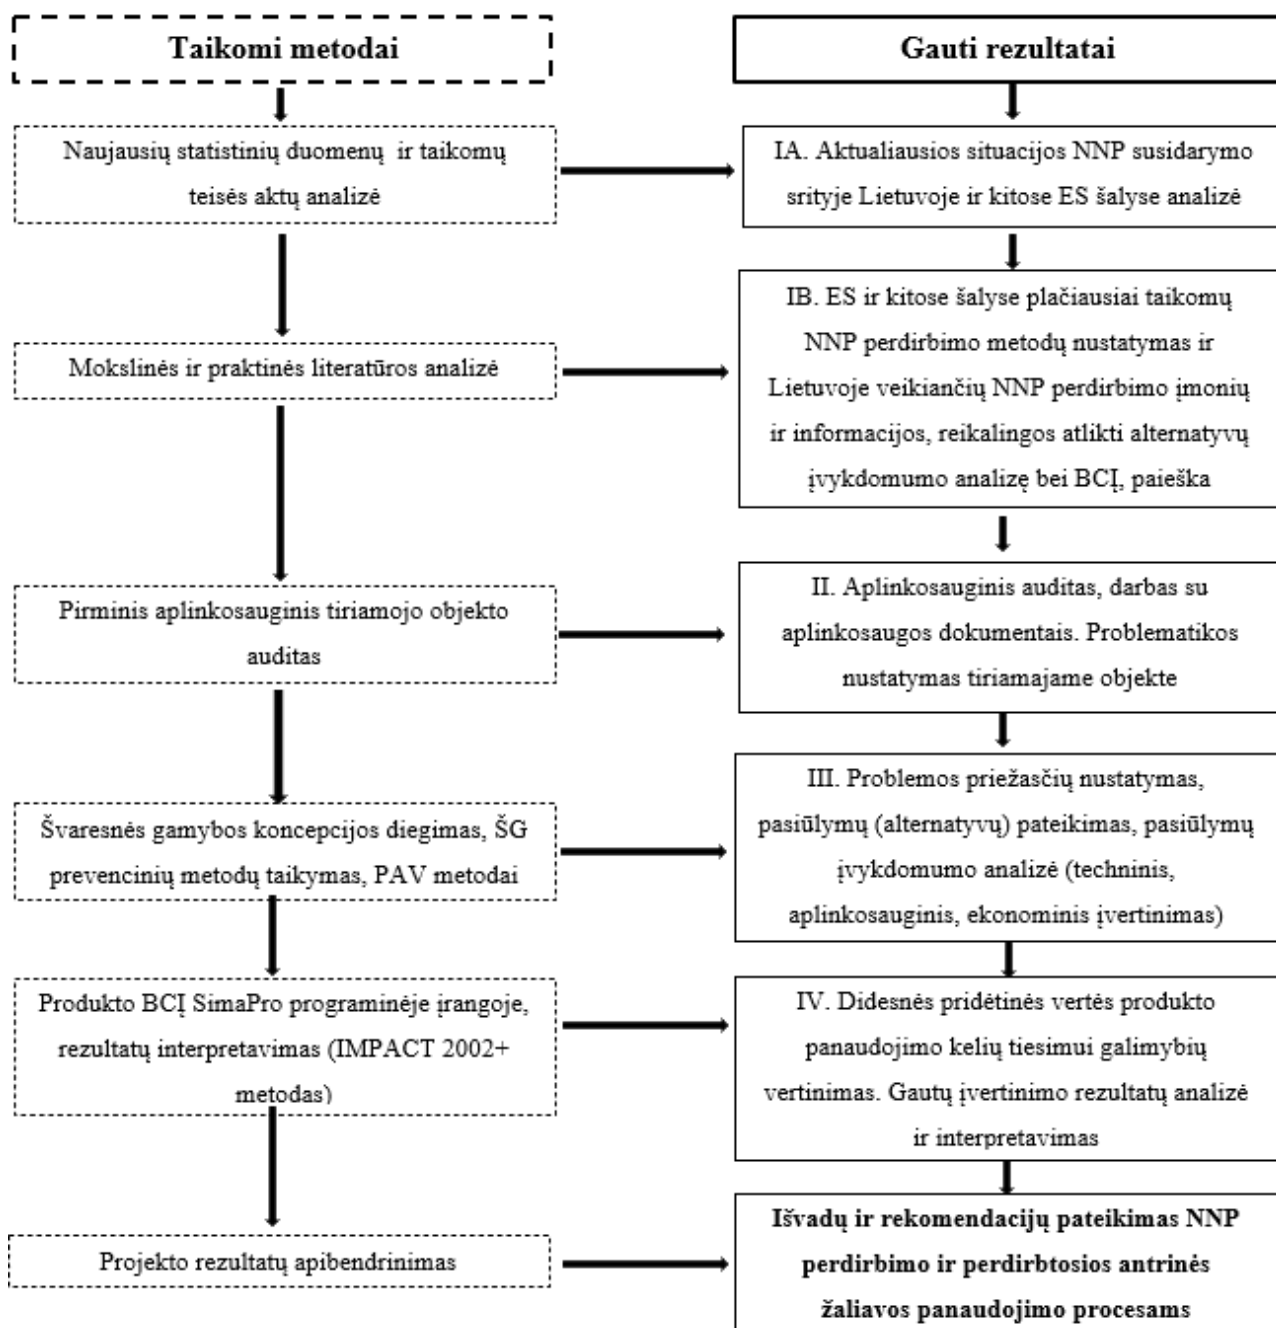 Taikomi metodai
Gauti rezultatai
Naujausių statistinių duomenų ir taikomų
teisės aktų analizė
IA. Aktualiausios situacijos NNP susidarymo
srityje Lietuvoje ir kitose ES šalyse analizė
Mokslinės ir praktinės literatūros analizė
IB. ES ir kitose šalyse plačiausiai taikomų
NNP perdirbimo metodų nustatymas ir
Lietuvoje veikiančių NNP perdirbimo įmonių
ir informacijos, reikalingos atlikti alternatyvų
įvykdomumo analizę bei BCĮ, paieška
Pirminis aplinkosauginis tiriamojo objekto
auditas
II. Aplinkosauginis auditas, darbas su
aplinkosaugos dokumentais. Problematikos
nustatymas tiriamajame objekte
Švaresnės gamybos koncepcijos diegimas, ŠG
prevencinių metodų taikymas, PAV metodai
III. Problemos priežasčių nustatymas,
pasiūlymų (alternatyvų) pateikimas, pasiūlymų
įvykdomumo analizė (techninis,
aplinkosauginis, ekonominis įvertinimas)
Produkto BCĮ SimaPro programinėje įrangoje,
rezultatų interpretavimas (IMPACT 2002+
metodas)
IV. Didesnės pridėtinės vertės produkto
panaudojimo kelių tiesimui galimybių
vertinimas. Gautų įvertinimo rezultatų analizė
ir interpretavimas
Projekto rezultatų apibendrinimas
Išvadų ir rekomendacijų pateikimas NNP
perdirbimo ir perdirbtosios antrinės
žaliavos panaudojimo procesams